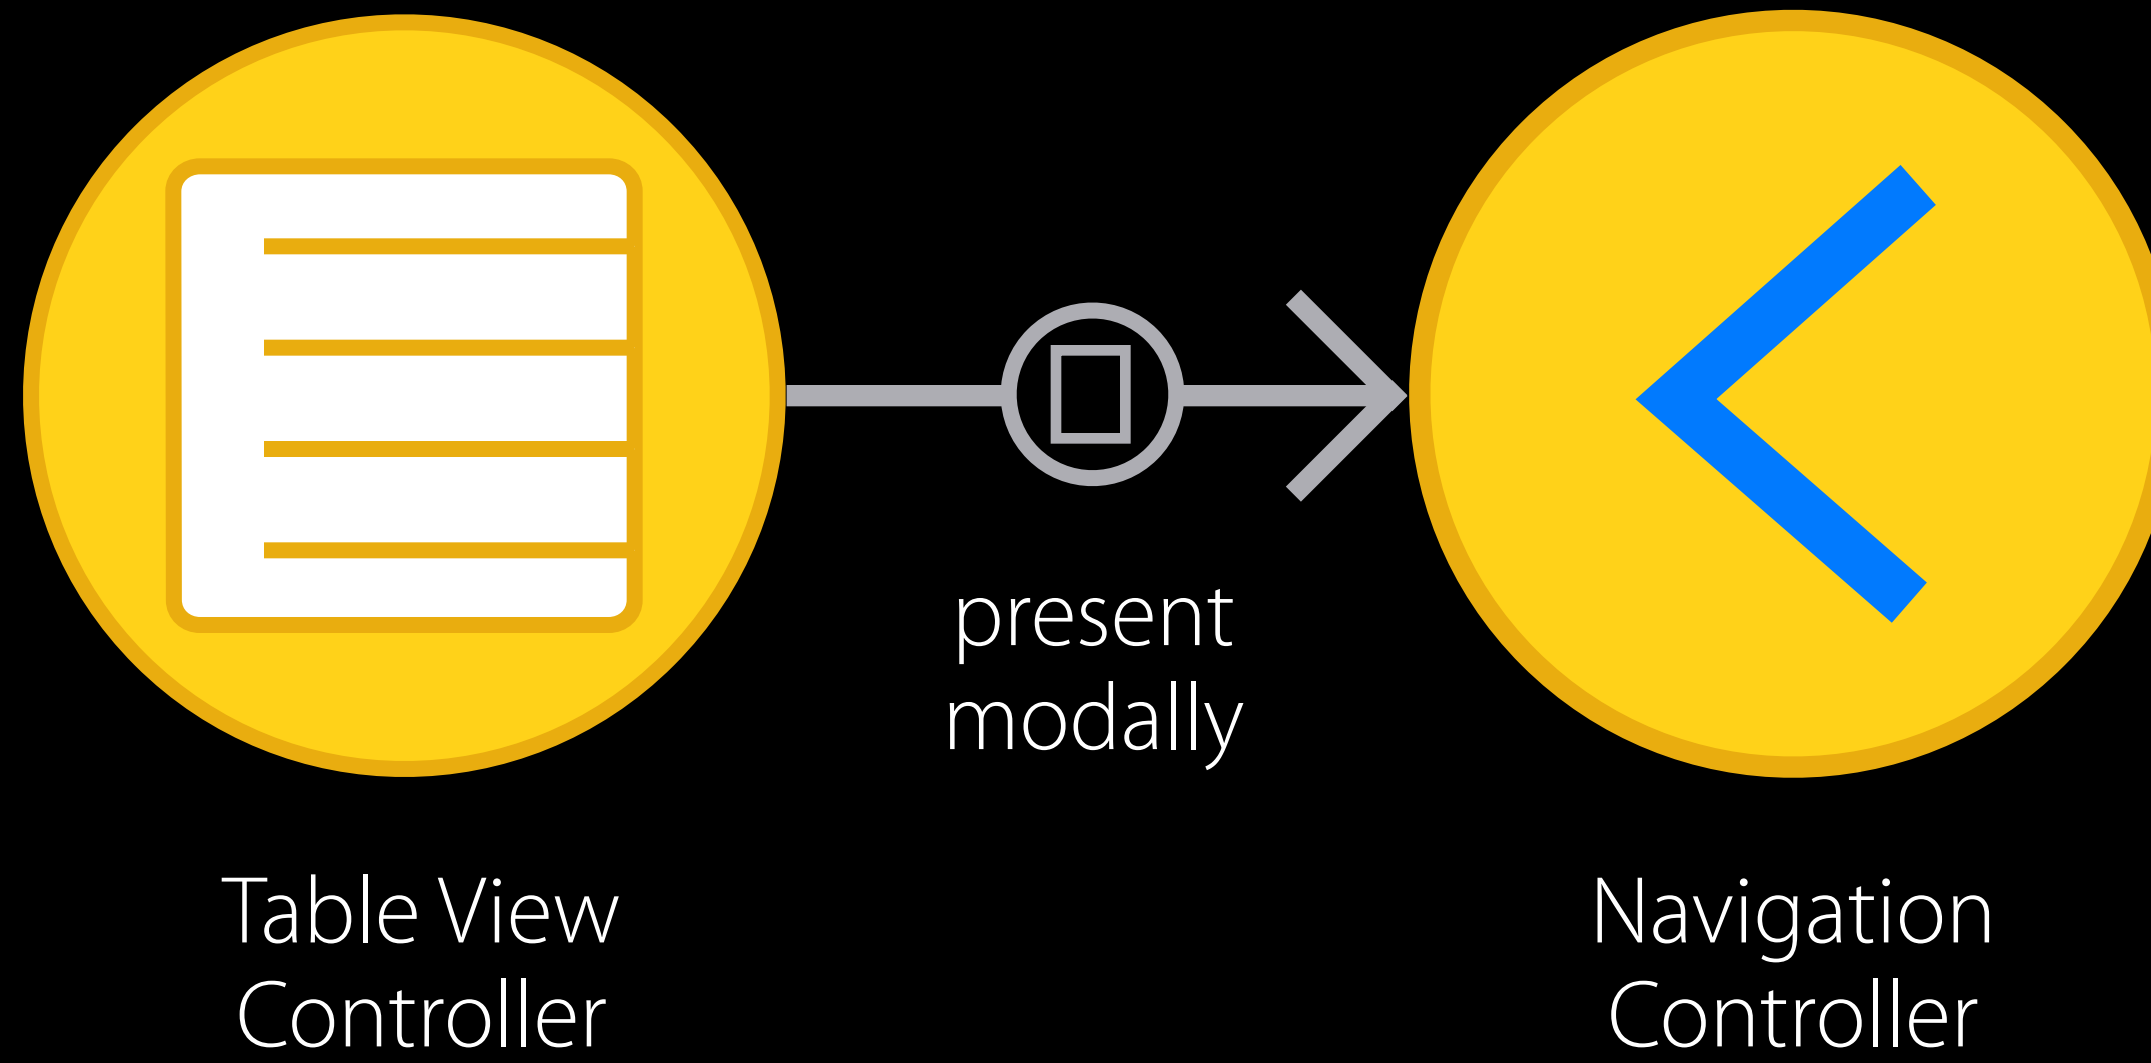 present
modally
Table View
Controller
Navigation
Controller